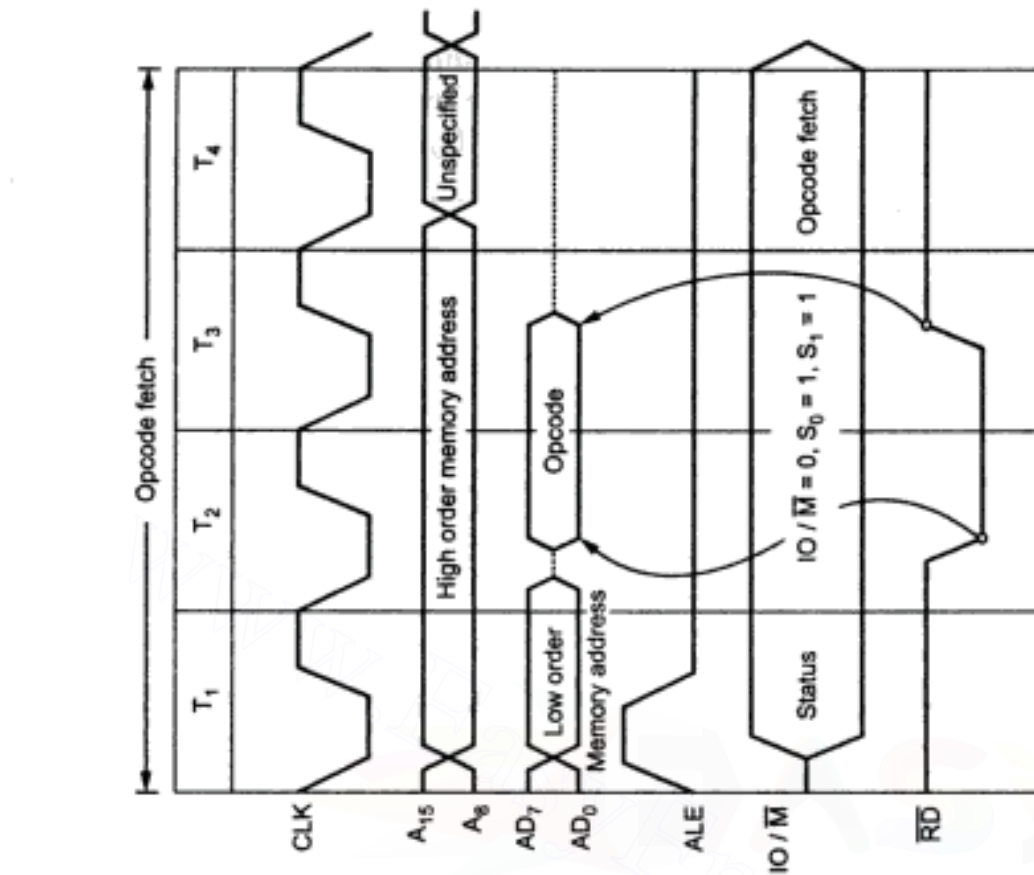 Opcode fetch
T₁ T₂ T₃ T₄
CLK
A₁₅
A₈
High order memory address
Unspecified
AD₇
AD₀
Low order
Memory address
Opcode
ALE
IO / M̅
Status
IO / M̅ = 0, S₀ = 1, S₁ = 1
Opcode fetch
R̅D̅